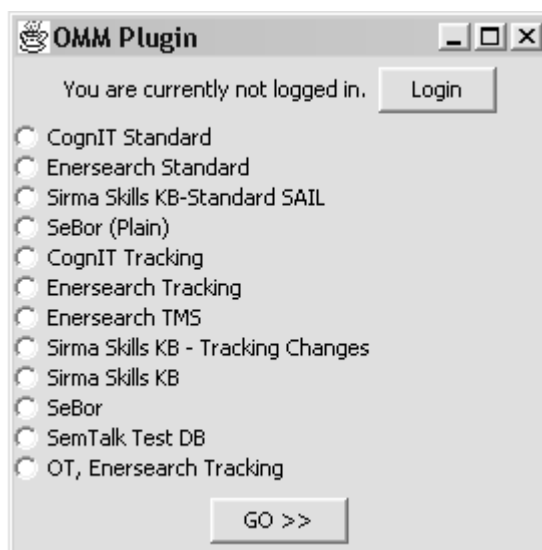 OMM Plugin
You are currently not logged in. Login
CognIT Standard
Enersearch Standard
Sirma Skills KB-Standard SAIL
SeBor (Plain)
CognIT Tracking
Enersearch Tracking
Enersearch TMS
Sirma Skills KB - Tracking Changes
Sirma Skills KB
SeBor
SemTalk Test DB
OT, Enersearch Tracking
GO >>